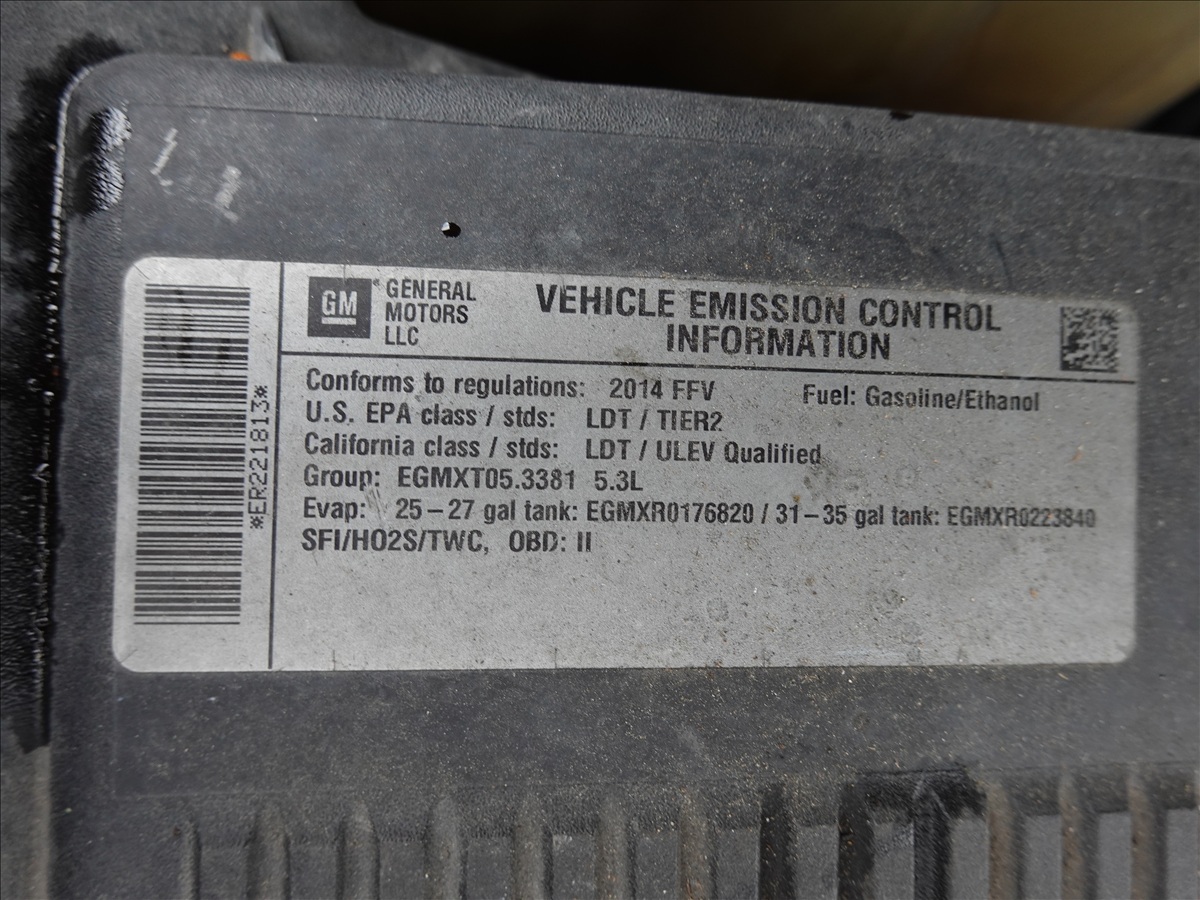 *ER221813*
GM
GENERAL
MOTORS
LLC
VEHICLE EMISSION CONTROL
INFORMATION
Conforms to regulations: 2014 FFV Fuel: Gasoline/Ethanol
U.S. EPA class / stds: LDT / TIER2
California class / stds: LDT / ULEV Qualified
Group: EGMXT05.3381 5.3L
Evap: 25-27 gal tank: EGMXR0176820 / 31-35 gal tank: EGMXR0223840
SFI/HO2S/TWC, OBD: II